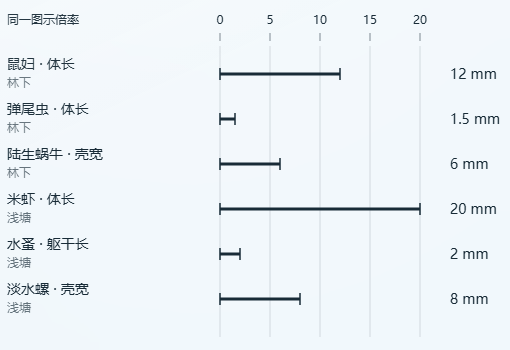 同一图示倍率
0 5 10 15 20
鼠妇 · 体长
林下
12 mm
弹尾虫 · 体长
林下
1.5 mm
陆生蜗牛 · 壳宽
林下
6 mm
米虾 · 体长
浅塘
20 mm
水蚤 · 躯干长
浅塘
2 mm
淡水螺 · 壳宽
浅塘
8 mm